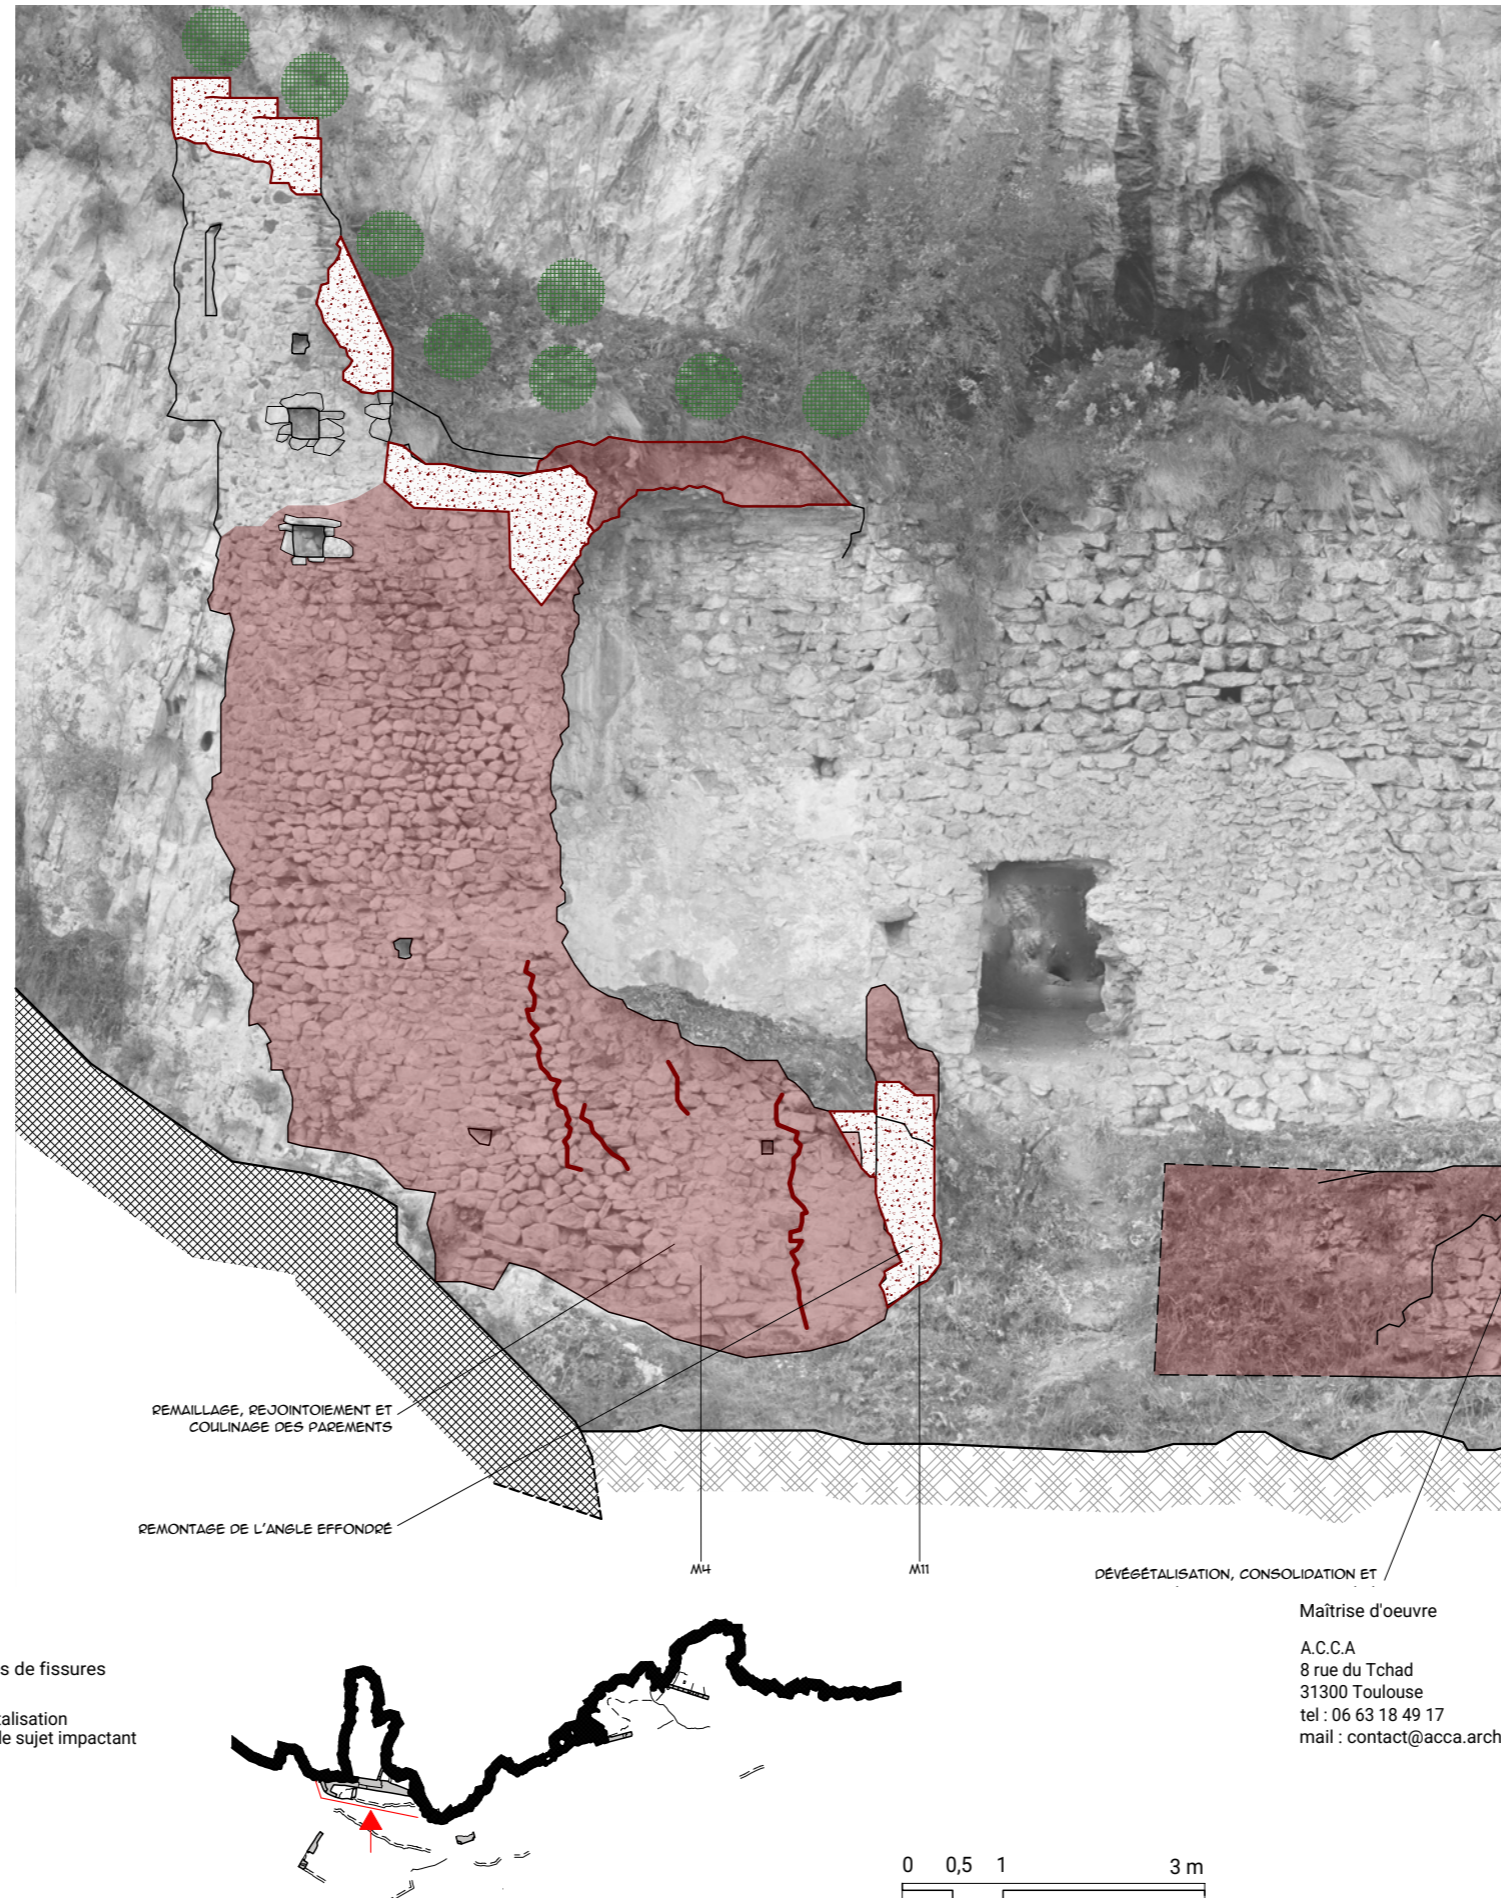 REMAILLAGE, REJOINTOIEMENT ET
COULINAGE DES PAREMENTS
REMONTAGE DE L'ANGLE EFFONDRÉ
M4
M11
DÉVÉGÉTALISATION, CONSOLIDATION ET
s de fissures
alisation
le sujet impactant
Maîtrise d'oeuvre
A.C.C.A
8 rue du Tchad
31300 Toulouse
tel : 06 63 18 49 17
mail : contact@acca.arch
0 0,5 1 3 m